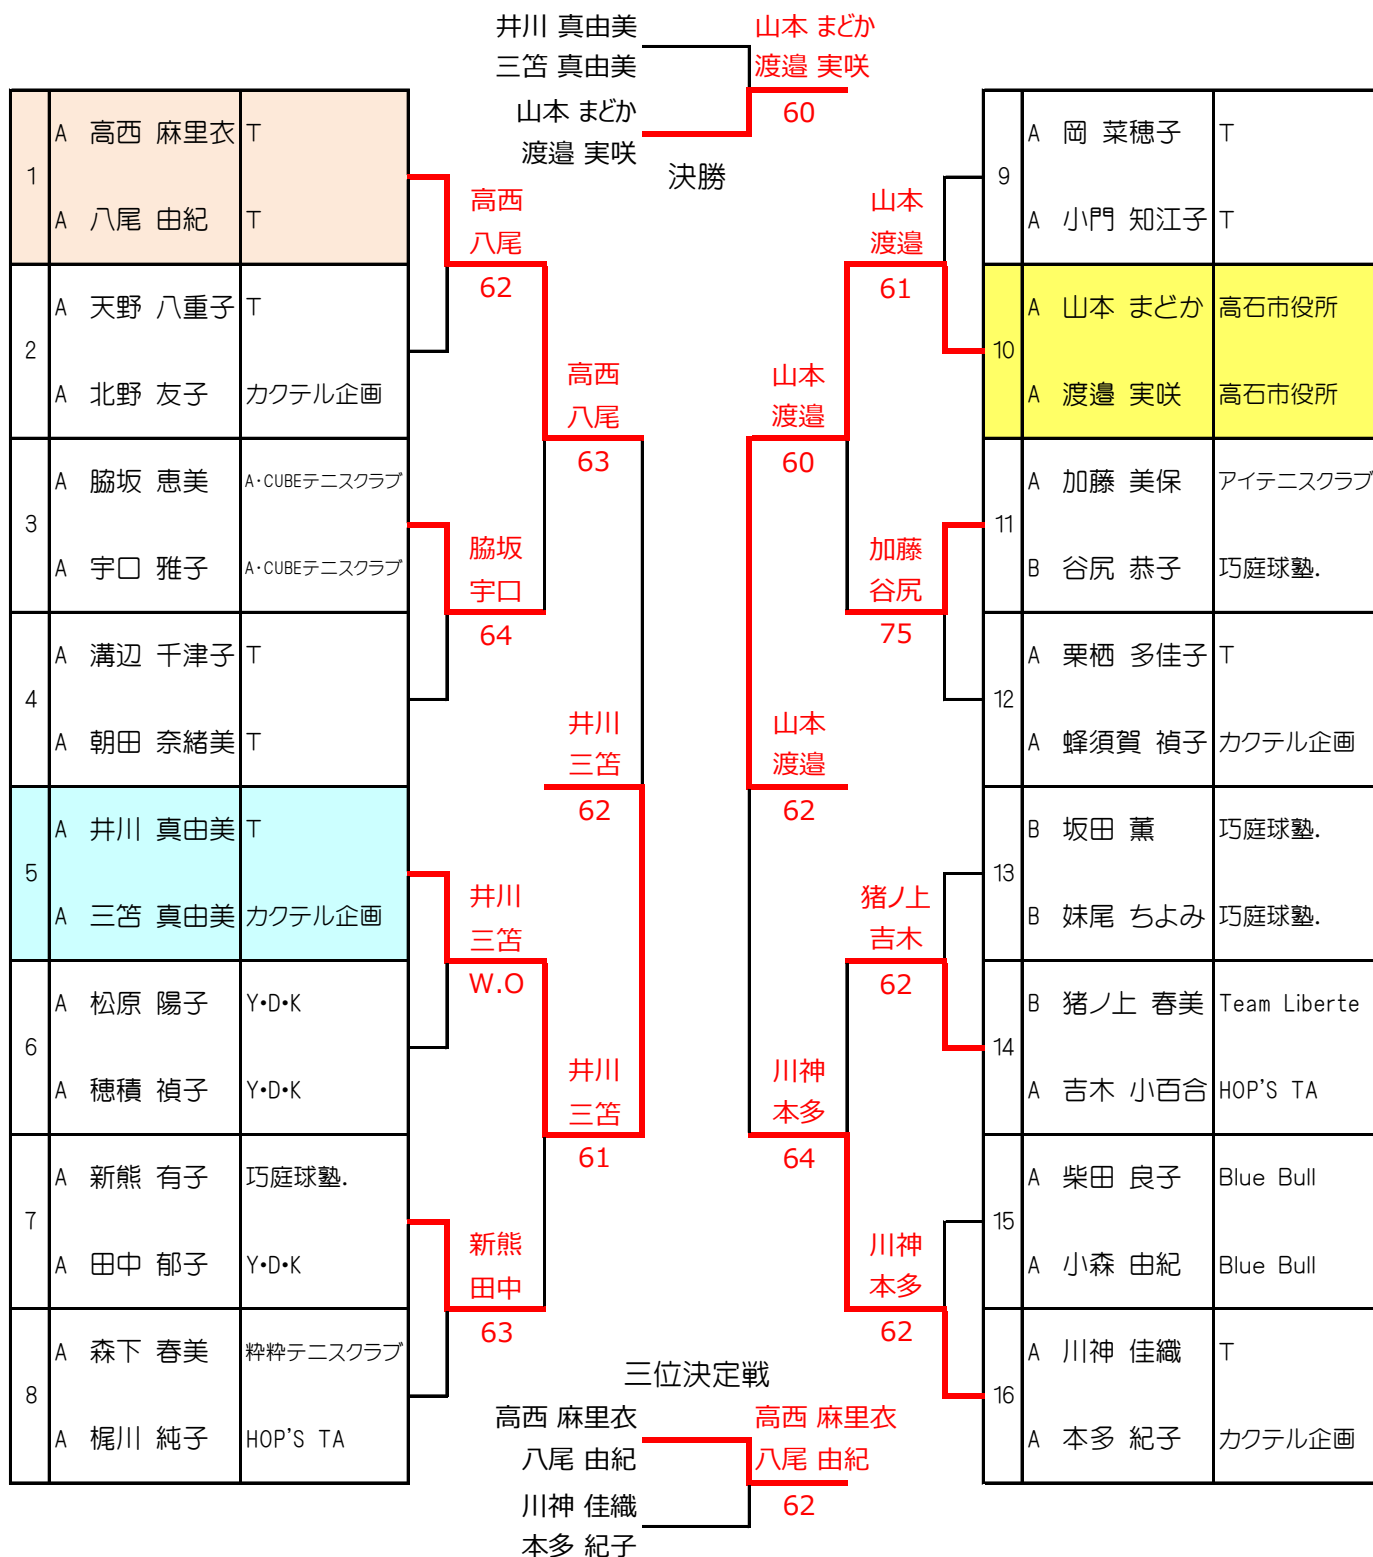 井川 真由美
三笘 真由美
山本 まどか
渡邉 実咲
山本 まどか
渡邉 実咲
60
決勝
1
A 高西 麻里衣 T
A 八尾 由紀 T
2
A 天野 八重子 T
A 北野 友子 カクテル企画
3
A 脇坂 恵美 A・CUBEテニスクラブ
A 宇口 雅子 A・CUBEテニスクラブ
4
A 溝辺 千津子 T
A 朝田 奈緒美 T
5
A 井川 真由美 T
A 三笘 真由美 カクテル企画
6
A 松原 陽子 Y・D・K
A 穂積 禎子 Y・D・K
7
A 新熊 有子 巧庭球塾.
A 田中 郁子 Y・D・K
8
A 森下 春美 粋粋テニスクラブ
A 梶川 純子 HOP'S TA
高西
八尾
62
脇坂
宇口
64
井川
三笘
W.O
新熊
田中
63
高西
八尾
63
井川
三笘
61
井川
三笘
62
山本
渡邉
62
山本
渡邉
60
川神
本多
64
山本
渡邉
61
加藤
谷尻
75
猪ノ上
吉木
62
川神
本多
62
9
A 岡 菜穂子 T
A 小門 知江子 T
10
A 山本 まどか 高石市役所
A 渡邉 実咲 高石市役所
11
A 加藤 美保 アイテニスクラブ
B 谷尻 恭子 巧庭球塾.
12
A 栗栖 多佳子 T
A 蜂須賀 禎子 カクテル企画
13
B 坂田 薫 巧庭球塾.
B 妹尾 ちよみ 巧庭球塾.
14
B 猪ノ上 春美 Team Liberte
A 吉木 小百合 HOP'S TA
15
A 柴田 良子 Blue Bull
A 小森 由紀 Blue Bull
16
A 川神 佳織 T
A 本多 紀子 カクテル企画
三位決定戦
高西 麻里衣
八尾 由紀
川神 佳織
本多 紀子
高西 麻里衣
八尾 由紀
62